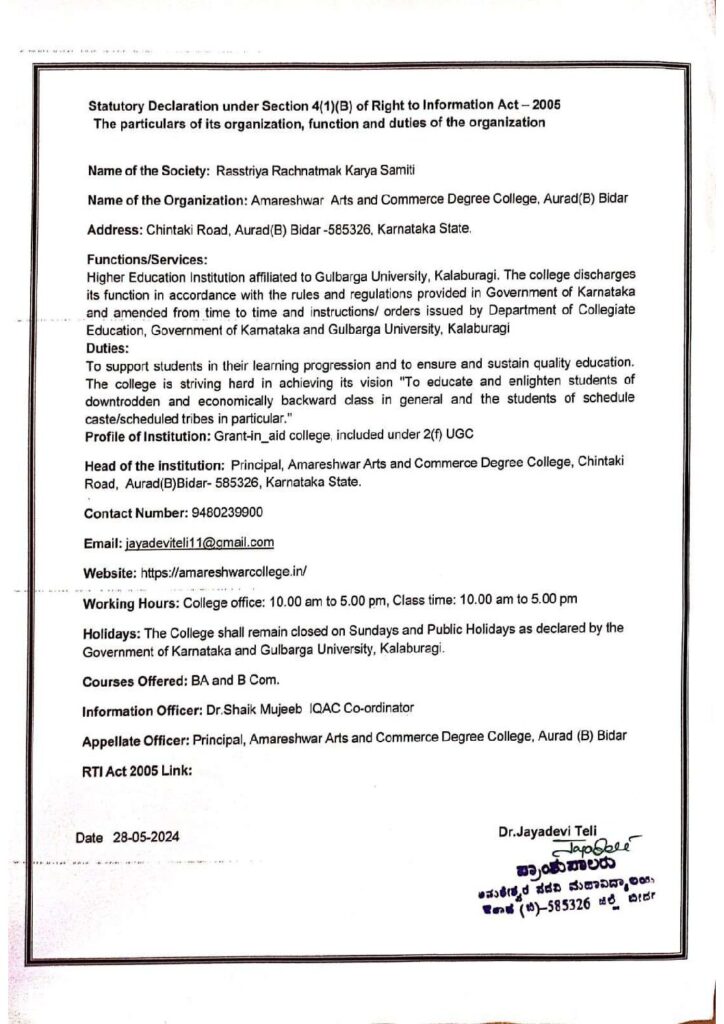 Statutory Declaration under Section 4(1)(B) of Right to Information Act – 2005
The particulars of its organization, function and duties of the organization
Name of the Society: Rasstriya Rachnatmak Karya Samiti
Name of the Organization: Amareshwar Arts and Commerce Degree College, Aurad(B) Bidar
Address: Chintaki Road, Aurad(B) Bidar -585326, Karnataka State.
Functions/Services:
Higher Education Institution affiliated to Gulbarga University, Kalaburagi. The college discharges
its function in accordance with the rules and regulations provided in Government of Karnataka
and amended from time to time and instructions/ orders issued by Department of Collegiate
Education, Government of Karnataka and Gulbarga University, Kalaburagi
Duties:
To support students in their learning progression and to ensure and sustain quality education.
The college is striving hard in achieving its vision "To educate and enlighten students of
downtrodden and economically backward class in general and the students of schedule
caste/scheduled tribes in particular."
Profile of Institution: Grant-in_aid college, included under 2(f) UGC
Head of the institution: Principal, Amareshwar Arts and Commerce Degree College, Chintaki
Road, Aurad(B)Bidar- 585326, Karnataka State.
Contact Number: 9480239900
Email: jayadeviteli11@gmail.com
Website: https://amareshwarcollege.in/
Working Hours: College office: 10.00 am to 5.00 pm, Class time: 10.00 am to 5.00 pm
Holidays: The College shall remain closed on Sundays and Public Holidays as declared by the
Government of Karnataka and Gulbarga University, Kalaburagi.
Courses Offered: BA and B Com.
Information Officer: Dr.Shaik Mujeeb IQAC Co-ordinator
Appellate Officer: Principal, Amareshwar Arts and Commerce Degree College, Aurad (B) Bidar
RTI Act 2005 Link:
Date 28-05-2024
Dr.Jayadevi Teli
ಪ್ರಾಂಶುಪಾಲರು
ಅಮರೇಶ್ವರ ಪದವಿ ಮಹಾವಿದ್ಯಾಲಯ
ಔರಾದ (ಬಿ)-585326 ಜಿಲ್ಲೆ ಬೀದರ